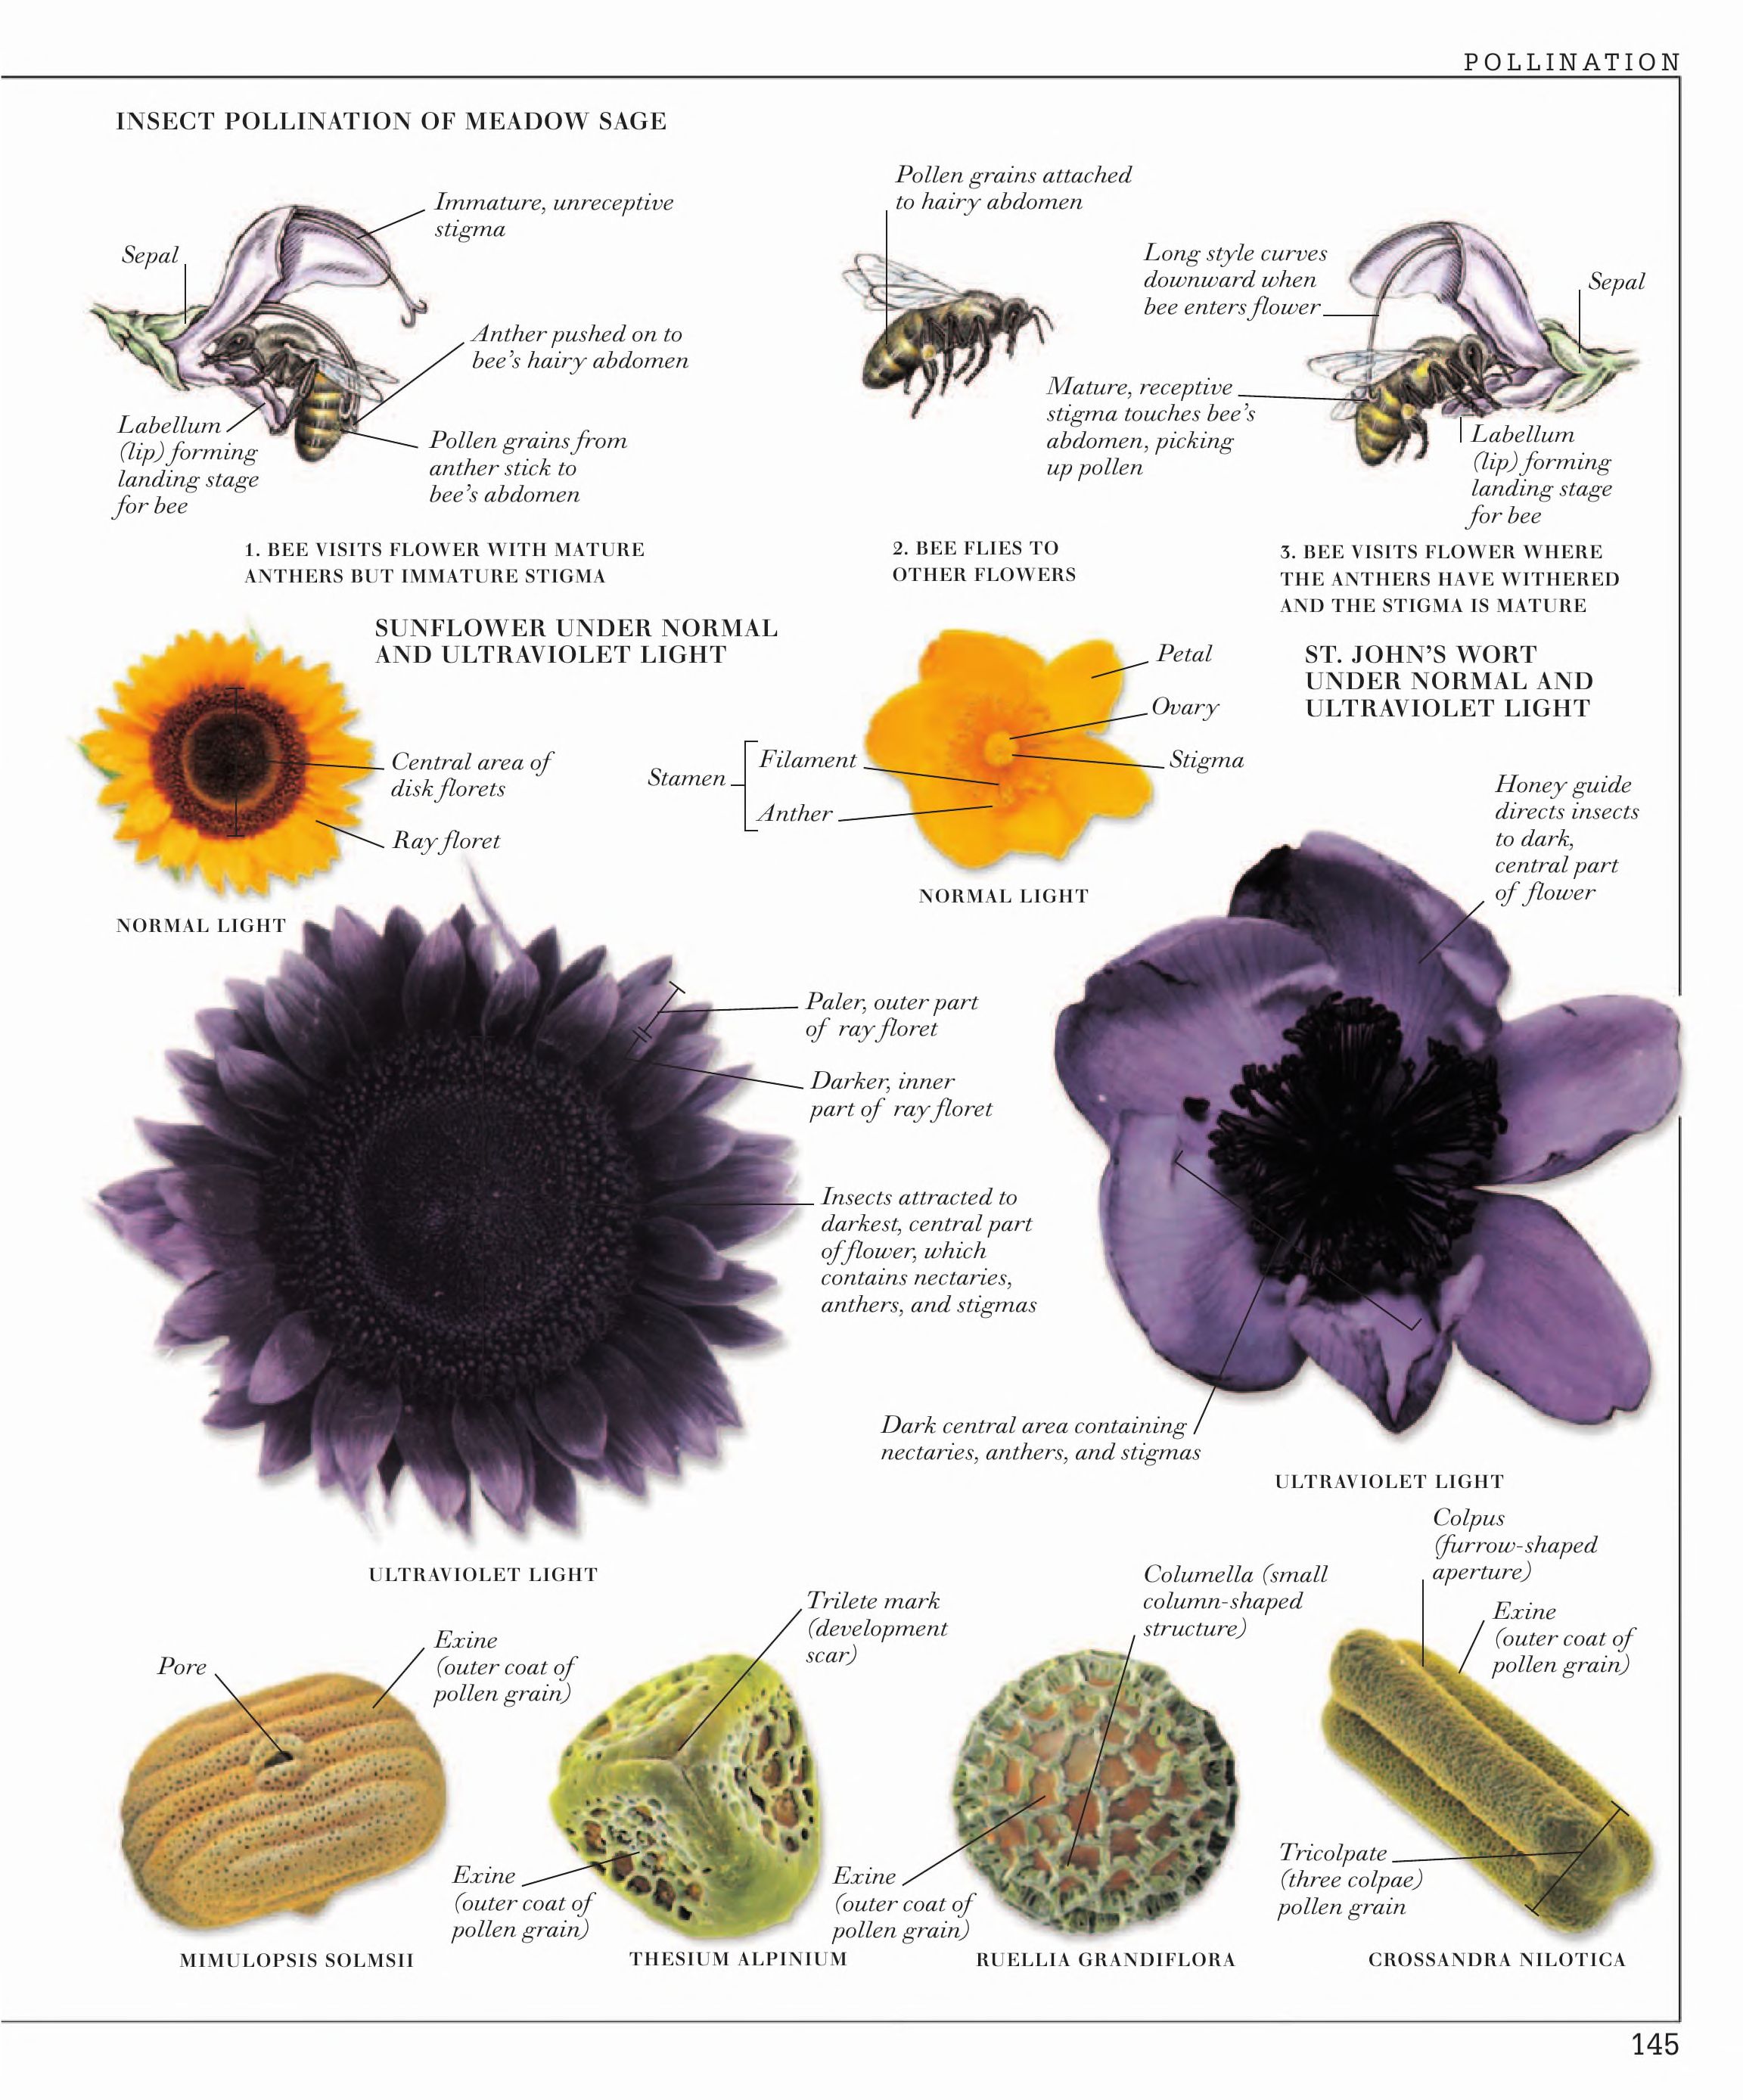 POLLINATION
INSECT POLLINATION OF MEADOW SAGE
Sepal
Immature, unreceptive
stigma
Anther pushed on to
bee's hairy abdomen
Labellum
(lip) forming
landing stage
for bee
Pollen grains from
anther stick to
bee's abdomen
1. BEE VISITS FLOWER WITH MATURE
ANTHERS BUT IMMATURE STIGMA
Pollen grains attached
to hairy abdomen
2. BEE FLIES TO
OTHER FLOWERS
Long style curves
downward when
bee enters flower
Sepal
Mature, receptive
stigma touches bee's
abdomen, picking
up pollen
Labellum
(lip) forming
landing stage
for bee
3. BEE VISITS FLOWER WHERE
THE ANTHERS HAVE WITHERED
AND THE STIGMA IS MATURE
SUNFLOWER UNDER NORMAL
AND ULTRAVIOLET LIGHT
Central area of
disk florets
Ray floret
NORMAL LIGHT
Paler, outer part
of ray floret
Darker, inner
part of ray floret
Insects attracted to
darkest, central part
of flower, which
contains nectaries,
anthers, and stigmas
ULTRAVIOLET LIGHT
ST. JOHN'S WORT
UNDER NORMAL AND
ULTRAVIOLET LIGHT
Petal
Ovary
Stigma
Stamen
Filament
Anther
NORMAL LIGHT
Honey guide
directs insects
to dark,
central part
of flower
Dark central area containing
nectaries, anthers, and stigmas
ULTRAVIOLET LIGHT
Pore
Exine
(outer coat of
pollen grain)
MIMULOPSIS SOLMSII
Trilete mark
(development
scar)
Exine
(outer coat of
pollen grain)
THESIUM ALPINIUM
Columella (small
column-shaped
structure)
Exine
(outer coat of
pollen grain)
RUELLIA GRANDIFLORA
Colpus
(furrow-shaped
aperture)
Exine
(outer coat of
pollen grain)
Tricolpate
(three colpae)
pollen grain
CROSSANDRA NILOTICA
145